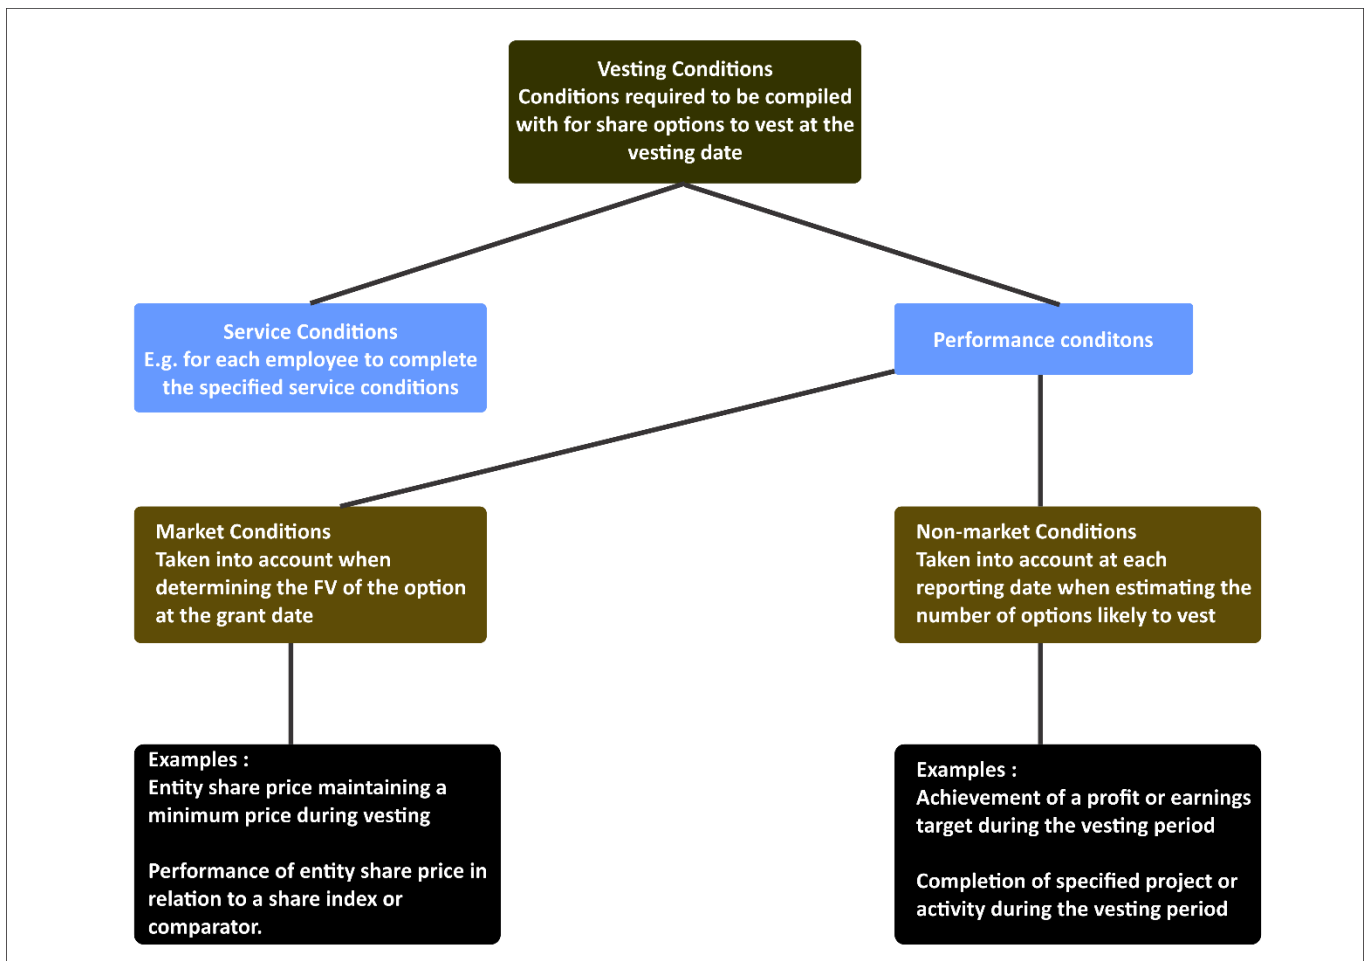 Vesting Conditions
Conditions required to be compiled
with for share options to vest at the
vesting date
Service Conditions
E.g. for each employee to complete
the specified service conditions
Performance conditons
Market Conditions
Taken into account when
determining the FV of the option
at the grant date
Non-market Conditions
Taken into account at each
reporting date when estimating the
number of options likely to vest
Examples :
Entity share price maintaining a
minimum price during vesting
Performance of entity share price in
relation to a share index or
comparator.
Examples :
Achievement of a profit or earnings
target during the vesting period
Completion of specified project or
activity during the vesting period